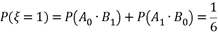 P(ξ = 1) = P(A₀ · B₁) + P(A₁ · B₀) = 1/6